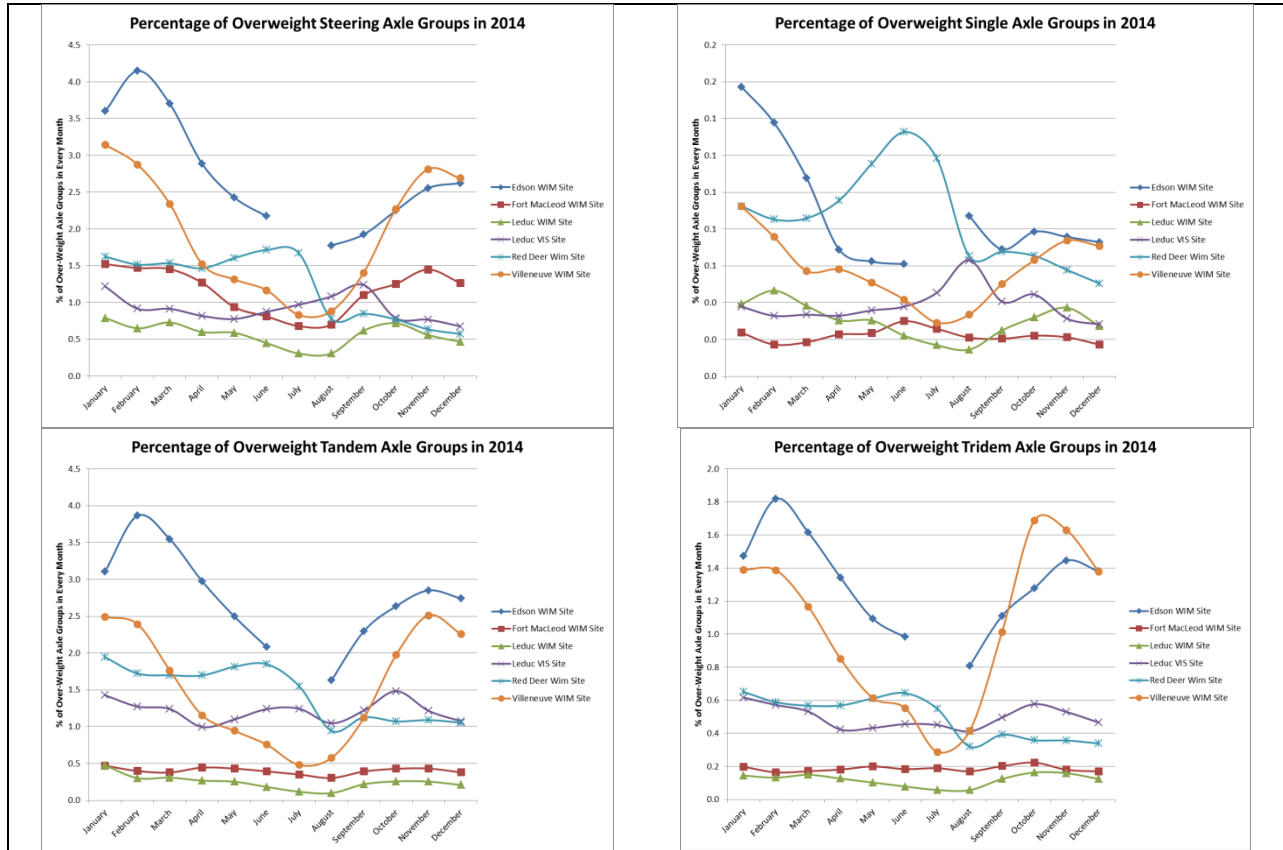 Percentage of Overweight Steering Axle Groups in 2014
% of Over-Weight Axle Groups in Every Month
4.5
4.0
3.5
3.0
2.5
2.0
1.5
1.0
0.5
0.0
January
February
March
April
May
June
July
August
September
October
November
December
Edson WIM Site
Fort MacLeod WIM Site
Leduc WIM Site
Leduc VIS Site
Red Deer Wim Site
Villeneuve WIM Site
Percentage of Overweight Single Axle Groups in 2014
% of Over-Weight Axle Groups in Every Month
0.2
0.2
0.1
0.1
0.1
0.1
0.1
0.0
0.0
0.0
January
February
March
April
May
June
July
August
September
October
November
December
Edson WIM Site
Fort MacLeod WIM Site
Leduc WIM Site
Leduc VIS Site
Red Deer Wim Site
Villeneuve WIM Site
Percentage of Overweight Tandem Axle Groups in 2014
% of Over-Weight Axle Groups in Every Month
4.5
4.0
3.5
3.0
2.5
2.0
1.5
1.0
0.5
0.0
January
February
March
April
May
June
July
August
September
October
November
December
Edson WIM Site
Fort MacLeod WIM Site
Leduc WIM Site
Leduc VIS Site
Red Deer Wim Site
Villeneuve WIM Site
Percentage of Overweight Tridem Axle Groups in 2014
% of Over-Weight Axle Groups in Every Month
2.0
1.8
1.6
1.4
1.2
1.0
0.8
0.6
0.4
0.2
0.0
January
February
March
April
May
June
July
August
September
October
November
December
Edson WIM Site
Fort MacLeod WIM Site
Leduc WIM Site
Leduc VIS Site
Red Deer Wim Site
Villeneuve WIM Site